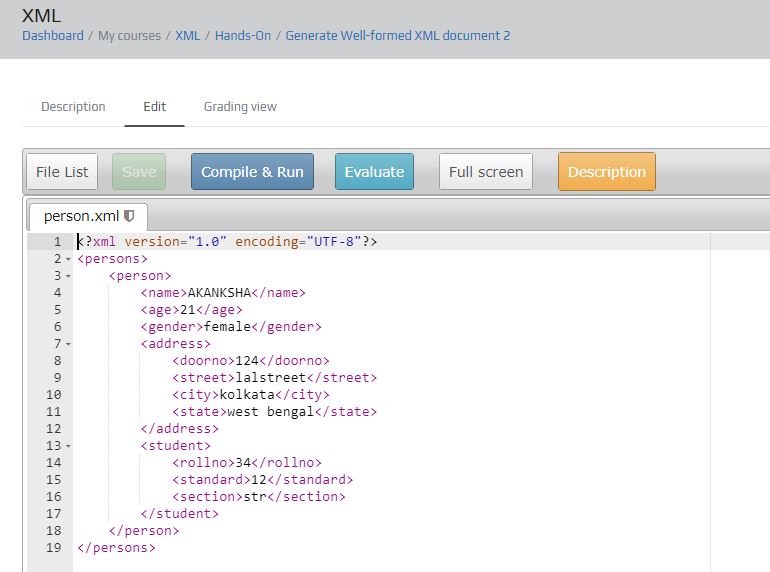 XML
Dashboard / My courses / XML / Hands-On / Generate Well-formed XML document 2
Description Edit Grading view
File List Save Compile & Run Evaluate Full screen Description
person.xml
1 <?xml version="1.0" encoding="UTF-8"?>
2 <persons>
3 <person>
4 <name>AKANKSHA</name>
5 <age>21</age>
6 <gender>female</gender>
7 <address>
8 <doorno>124</doorno>
9 <street>lalstreet</street>
10 <city>kolkata</city>
11 <state>west bengal</state>
12 </address>
13 <student>
14 <rollno>34</rollno>
15 <standard>12</standard>
16 <section>str</section>
17 </student>
18 </person>
19 </persons>